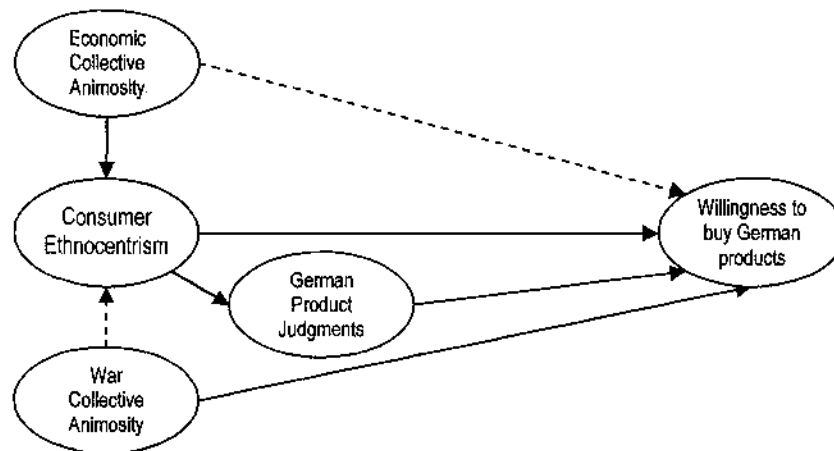 Economic
Collective
Animosity
Consumer
Ethnocentrism
Willingness to
buy German
products
German
Product
Judgments
War
Collective
Animosity